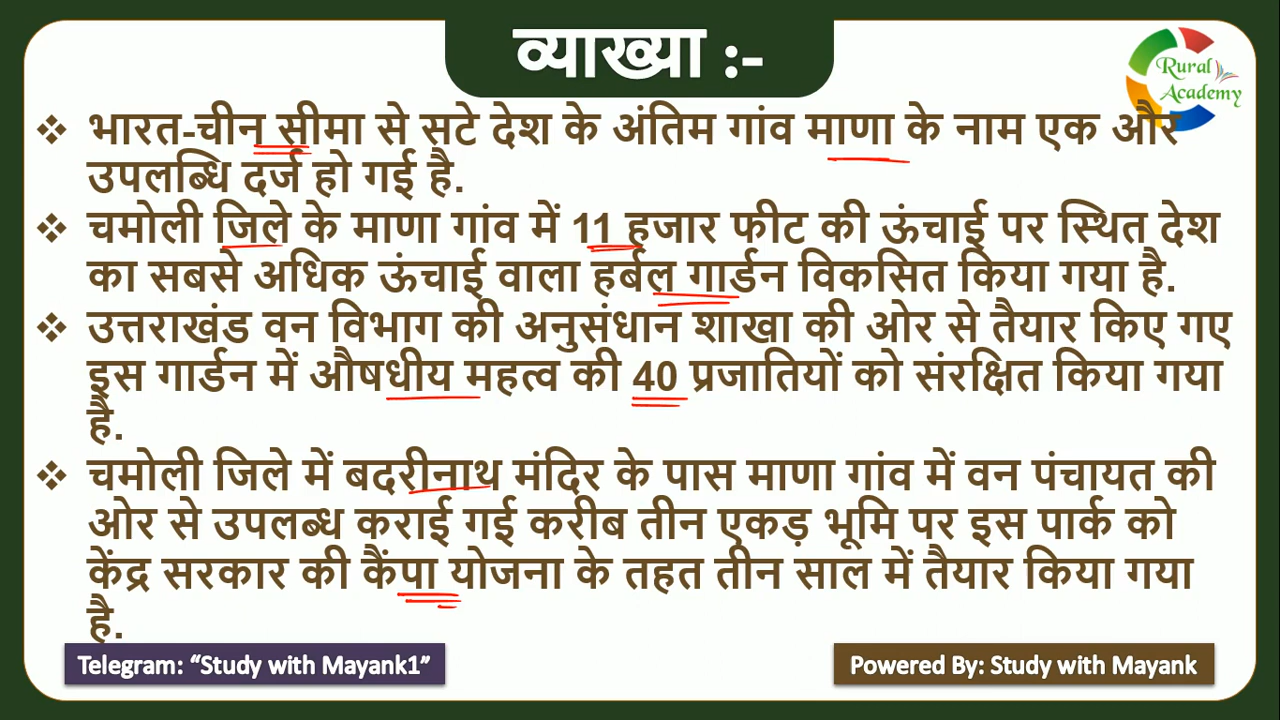 व्याख्या :-
Rural
Academy
❖ भारत-चीन सीमा से सटे देश के अंतिम गांव माणा के नाम एक और
उपलब्धि दर्ज हो गई है.
❖ चमोली जिले के माणा गांव में 11 हजार फीट की ऊंचाई पर स्थित देश
का सबसे अधिक ऊंचाई वाला हर्बल गार्डन विकसित किया गया है.
❖ उत्तराखंड वन विभाग की अनुसंधान शाखा की ओर से तैयार किए गए
इस गार्डन में औषधीय महत्व की 40 प्रजातियों को संरक्षित किया गया
है.
❖ चमोली जिले में बदरीनाथ मंदिर के पास माणा गांव में वन पंचायत की
ओर से उपलब्ध कराई गई करीब तीन एकड़ भूमि पर इस पार्क को
केंद्र सरकार की कैंपा योजना के तहत तीन साल में तैयार किया गया
है.
Telegram: “Study with Mayank1”
Powered By: Study with Mayank